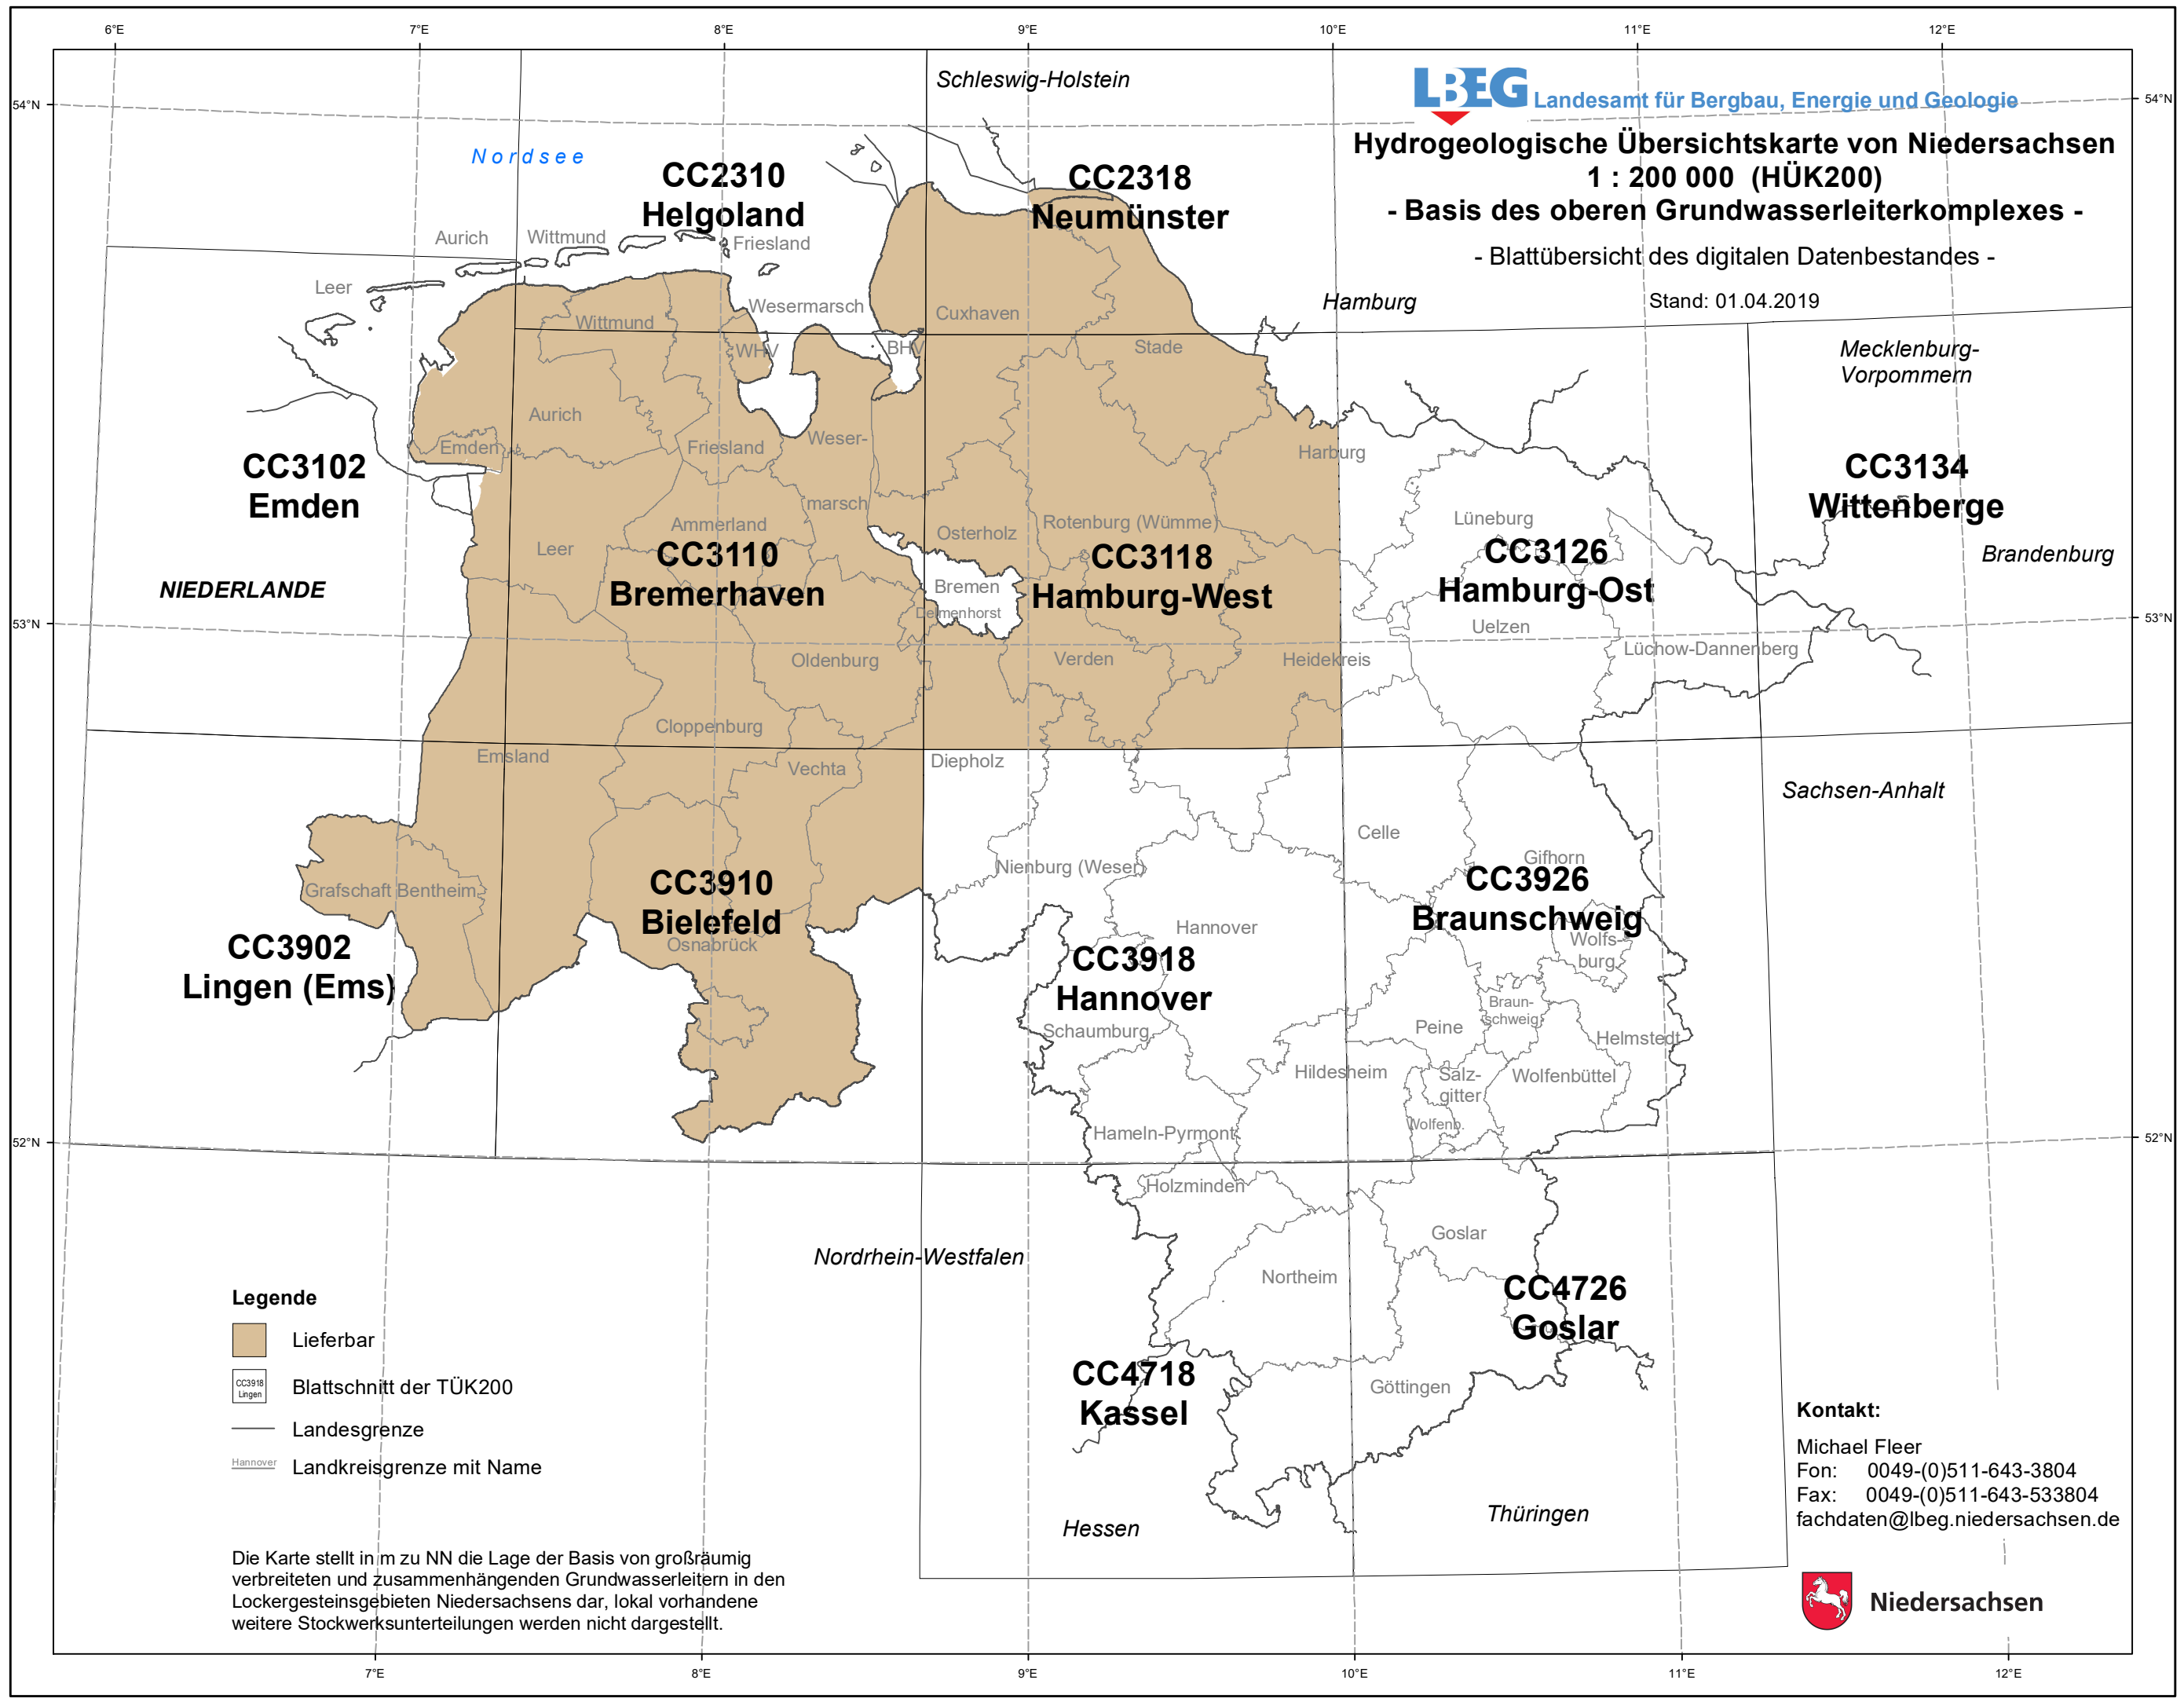 6°E
7°E
8°E
9°E
10°E
11°E
12°E
54°N
54°N
53°N
53°N
52°N
52°N
7°E
8°E
9°E
10°E
11°E
12°E
LBEG Landesamt für Bergbau, Energie und Geologie
Hydrogeologische Übersichtskarte von Niedersachsen
1 : 200 000 (HÜK200)
- Basis des oberen Grundwasserleiterkomplexes -
- Blattübersicht des digitalen Datenbestandes -
Stand: 01.04.2019
Schleswig-Holstein
Nordsee
CC2310
Helgoland
CC2318
Neumünster
Aurich
Wittmund
Friesland
Leer
Wesermarsch
Hamburg
Cuxhaven
Wittmund
WHV
BHV
Stade
Mecklenburg-
Vorpommern
Aurich
Emden
Friesland
Weser-
marsch
Harburg
CC3102
Emden
CC3134
Wittenberge
Ammerland
Osterholz
Rotenburg (Wümme)
Lüneburg
Leer
CC3110
Bremerhaven
CC3118
Hamburg-West
CC3126
Hamburg-Ost
Brandenburg
NIEDERLANDE
Bremen
Delmenhorst
Uelzen
Oldenburg
Verden
Heidekreis
Lüchow-Dannenberg
Cloppenburg
Emsland
Vechta
Diepholz
Sachsen-Anhalt
Celle
Gifhorn
Nienburg (Weser)
Grafschaft Bentheim
CC3910
Bielefeld
Osnabrück
CC3926
Braunschweig
Hannover
Wolfs-
burg
CC3902
Lingen (Ems)
CC3918
Hannover
Schaumburg
Braun-
schweig
Peine
Helmstedt
Hildesheim
Salz-
gitter
Wolfenbüttel
Wolfenb.
Hameln-Pyrmont
Holzminden
Goslar
Nordrhein-Westfalen
Northeim
CC4726
Goslar
CC4718
Kassel
Göttingen
Hessen
Thüringen
Legende
Lieferbar
CC3918
Lingen
Blattschnitt der TÜK200
Landesgrenze
Hannover
Landkreisgrenze mit Name
Die Karte stellt in m zu NN die Lage der Basis von großräumig
verbreiteten und zusammenhängenden Grundwasserleitern in den
Lockergesteinsgebieten Niedersachsens dar, lokal vorhandene
weitere Stockwerksunterteilungen werden nicht dargestellt.
Kontakt:
Michael Fleer
Fon: 0049-(0)511-643-3804
Fax: 0049-(0)511-643-533804
fachdaten@lbeg.niedersachsen.de
Niedersachsen